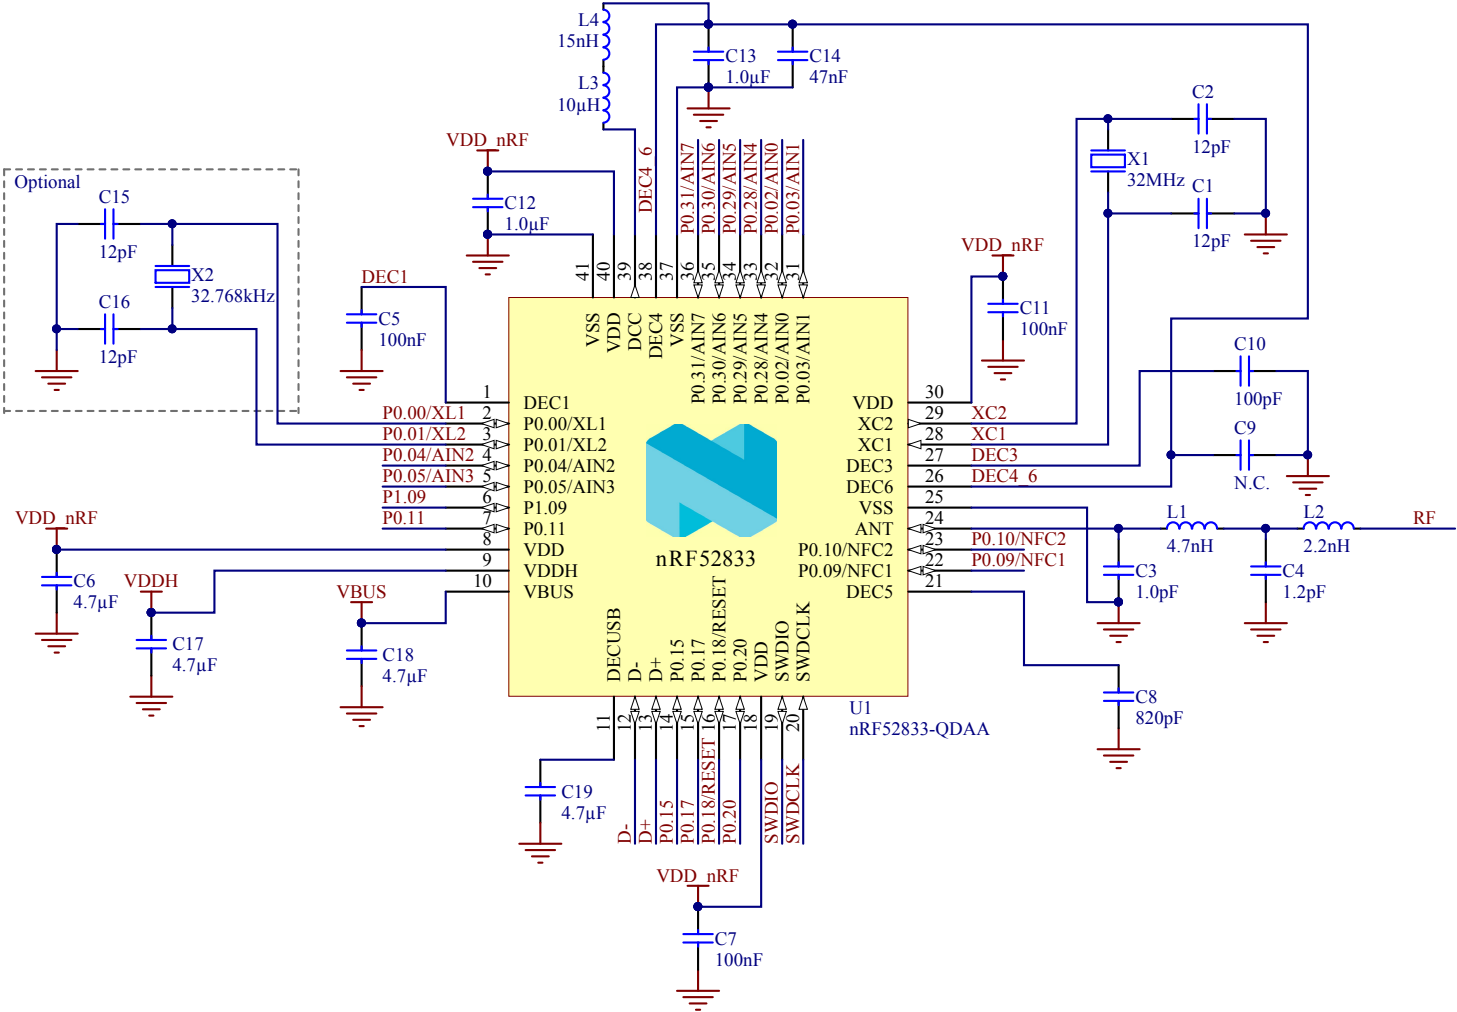 L4
15nH
L3
10µH
C13
1.0µF
C14
47nF
C2
12pF
X1
32MHz
C1
12pF
VDD_nRF
C12
1.0µF
DEC4_6
P0.31/AIN7
P0.30/AIN6
P0.29/AIN5
P0.28/AIN4
P0.02/AIN0
P0.03/AIN1
Optional
C15
12pF
X2
32.768kHz
C16
12pF
DEC1
C5
100nF
VDD_nRF
C11
100nF
C10
100pF
C9
N.C.
41
40
39
38
37
36
35
34
33
32
31
VSS
VDD
DCC
DEC4
VSS
P0.31/AIN7
P0.30/AIN6
P0.29/AIN5
P0.28/AIN4
P0.02/AIN0
P0.03/AIN1
1
DEC1
P0.00/XL1
2
P0.00/XL1
P0.01/XL2
3
P0.01/XL2
P0.04/AIN2
4
P0.04/AIN2
P0.05/AIN3
5
P0.05/AIN3
P1.09
6
P1.09
P0.11
7
P0.11
8
VDD
9
VDDH
10
VBUS
VDD
30
XC2
29
XC2
XC1
28
XC1
DEC3
27
DEC3
DEC6
26
DEC4_6
VSS
25
ANT
24
P0.10/NFC2
23
P0.10/NFC2
P0.09/NFC1
22
P0.09/NFC1
DEC5
21
nRF52833
L1
4.7nH
L2
2.2nH
RF
C3
1.0pF
C4
1.2pF
C8
820pF
VDD_nRF
C6
4.7µF
VDDH
C17
4.7µF
VBUS
C18
4.7µF
DECUSB
D-
D+
P0.15
P0.17
P0.18/RESET
P0.20
VDD
SWDIO
SWDCLK
11
12
13
14
15
16
17
18
19
20
U1
nRF52833-QDAA
C19
4.7µF
D-
D+
P0.15
P0.17
P0.18/RESET
P0.20
SWDIO
SWDCLK
VDD_nRF
C7
100nF